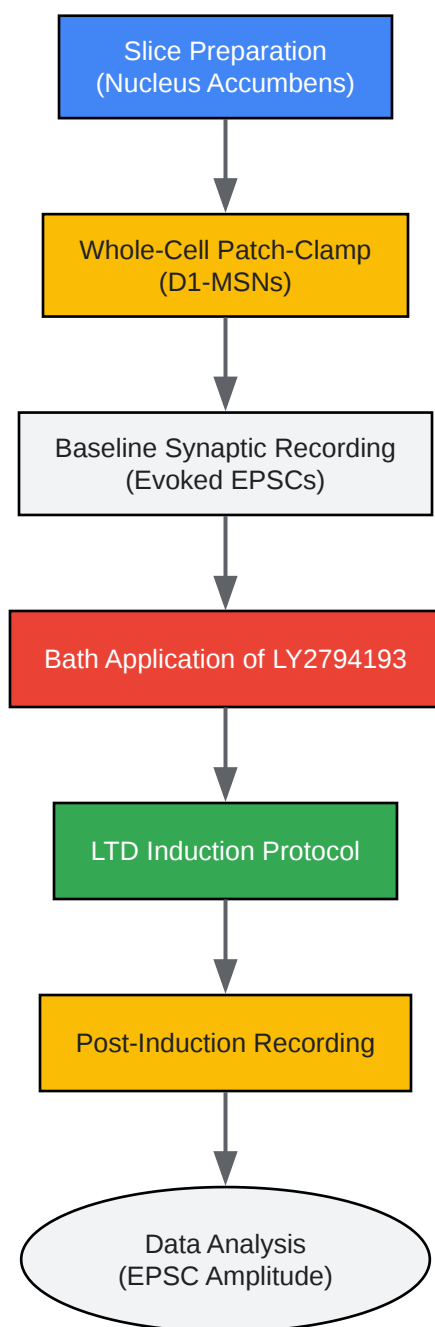 Slice Preparation
(Nucleus Accumbens)
Whole-Cell Patch-Clamp
(D1-MSNs)
Baseline Synaptic Recording
(Evoked EPSCs)
Bath Application of LY2794193
LTD Induction Protocol
Post-Induction Recording
Data Analysis
(EPSC Amplitude)